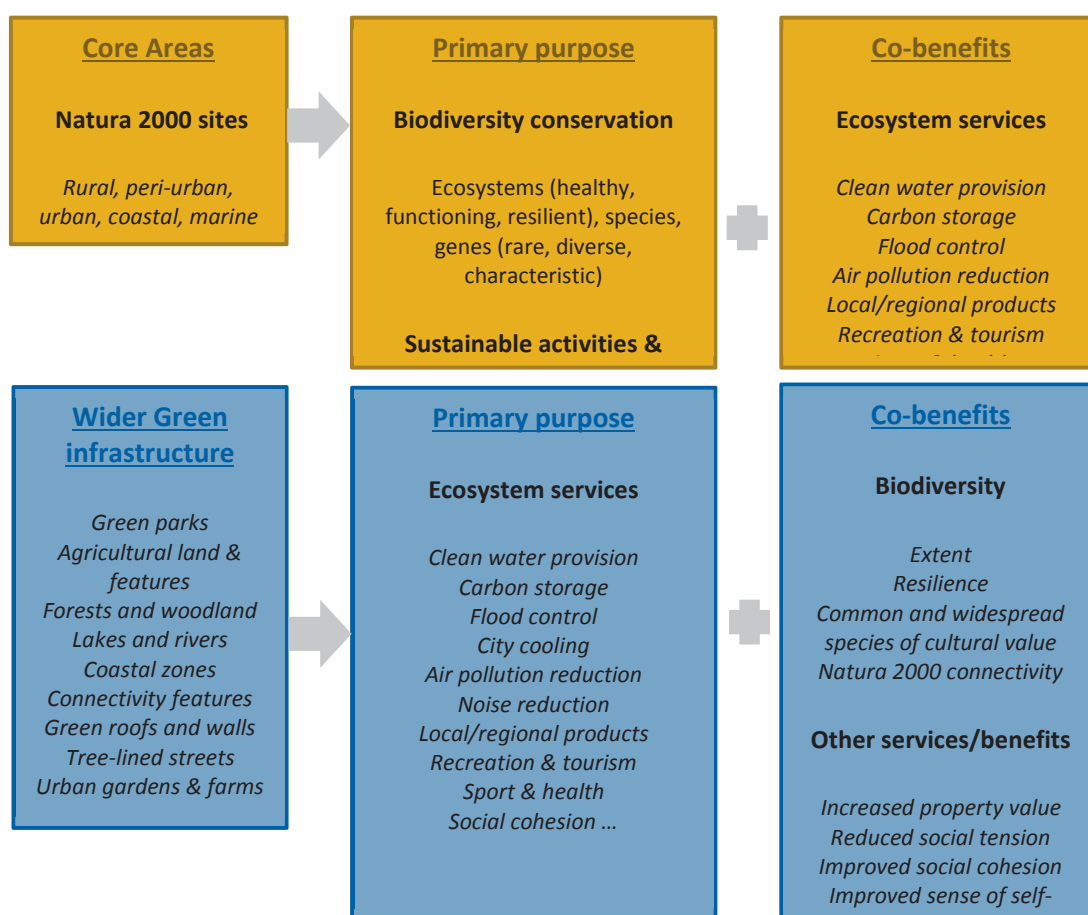 Core Areas
Natura 2000 sites
Rural, peri-urban,
urban, coastal, marine
Primary purpose
Biodiversity conservation
Ecosystems (healthy,
functioning, resilient), species,
genes (rare, diverse,
characteristic)
Sustainable activities &
Co-benefits
Ecosystem services
Clean water provision
Carbon storage
Flood control
Air pollution reduction
Local/regional products
Recreation & tourism
Wider Green
infrastructure
Green parks
Agricultural land &
features
Forests and woodland
Lakes and rivers
Coastal zones
Connectivity features
Green roofs and walls
Tree-lined streets
Urban gardens & farms
Primary purpose
Ecosystem services
Clean water provision
Carbon storage
Flood control
City cooling
Air pollution reduction
Noise reduction
Local/regional products
Recreation & tourism
Sport & health
Social cohesion …
Co-benefits
Biodiversity
Extent
Resilience
Common and widespread
species of cultural value
Natura 2000 connectivity
Other services/benefits
Increased property value
Reduced social tension
Improved social cohesion
Improved sense of self-